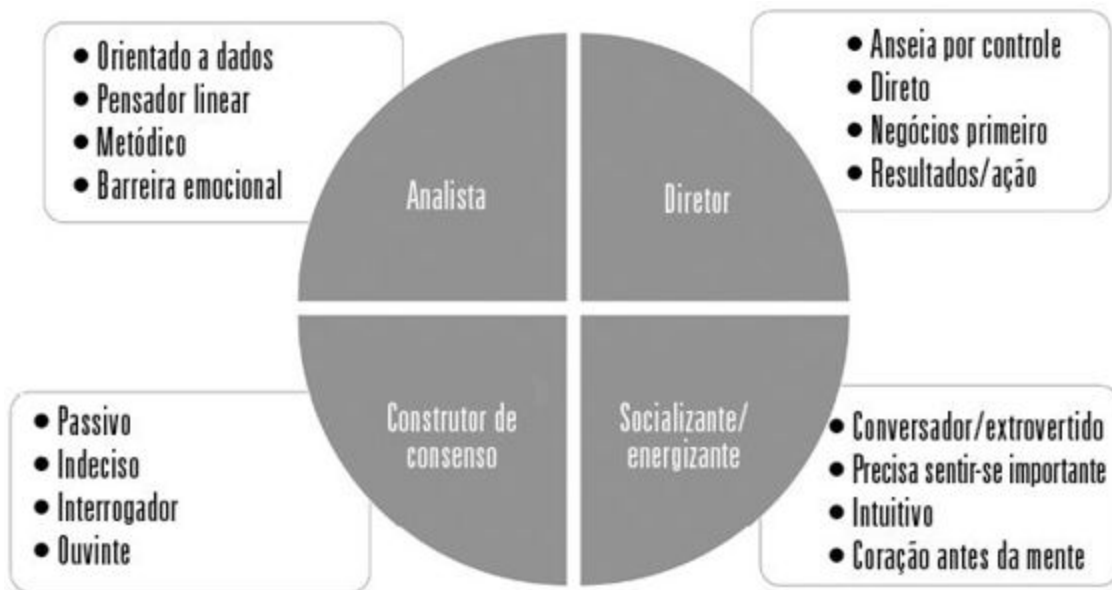 • Orientado a dados
• Pensador linear
• Metódico
• Barreira emocional
Analista
• Anseia por controle
• Direto
• Negócios primeiro
• Resultados/ação
Diretor
• Passivo
• Indeciso
• Interrogador
• Ouvinte
Construtor de
consenso
Socializante/
energizante
• Conversador/extrovertido
• Precisa sentir-se importante
• Intuitivo
• Coração antes da mente